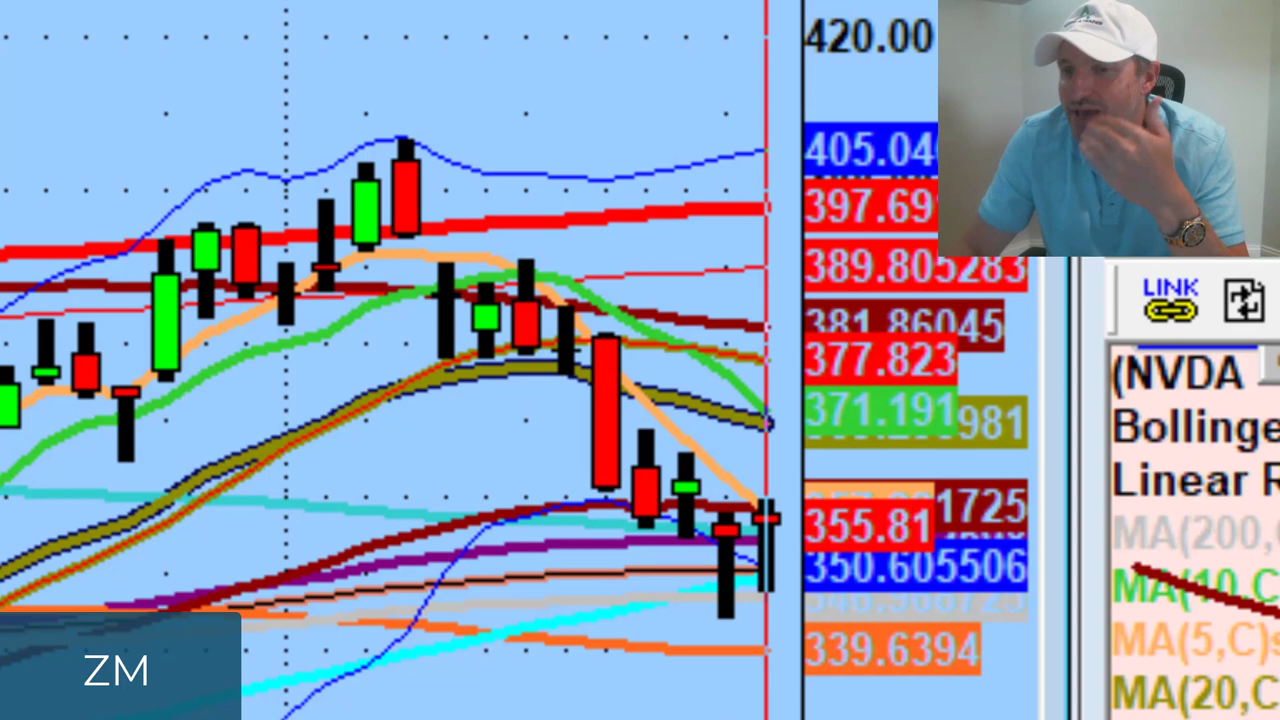 420.00
405.04
397.69
389.805283
381.86045
377.823
371.191
981
1725
355.81
350.605506
339.6394
LINK
(NVDA
Bollinge
Linear R
MA(200,
MA(10,C
MA(5,C)s
MA(20,C
ZM